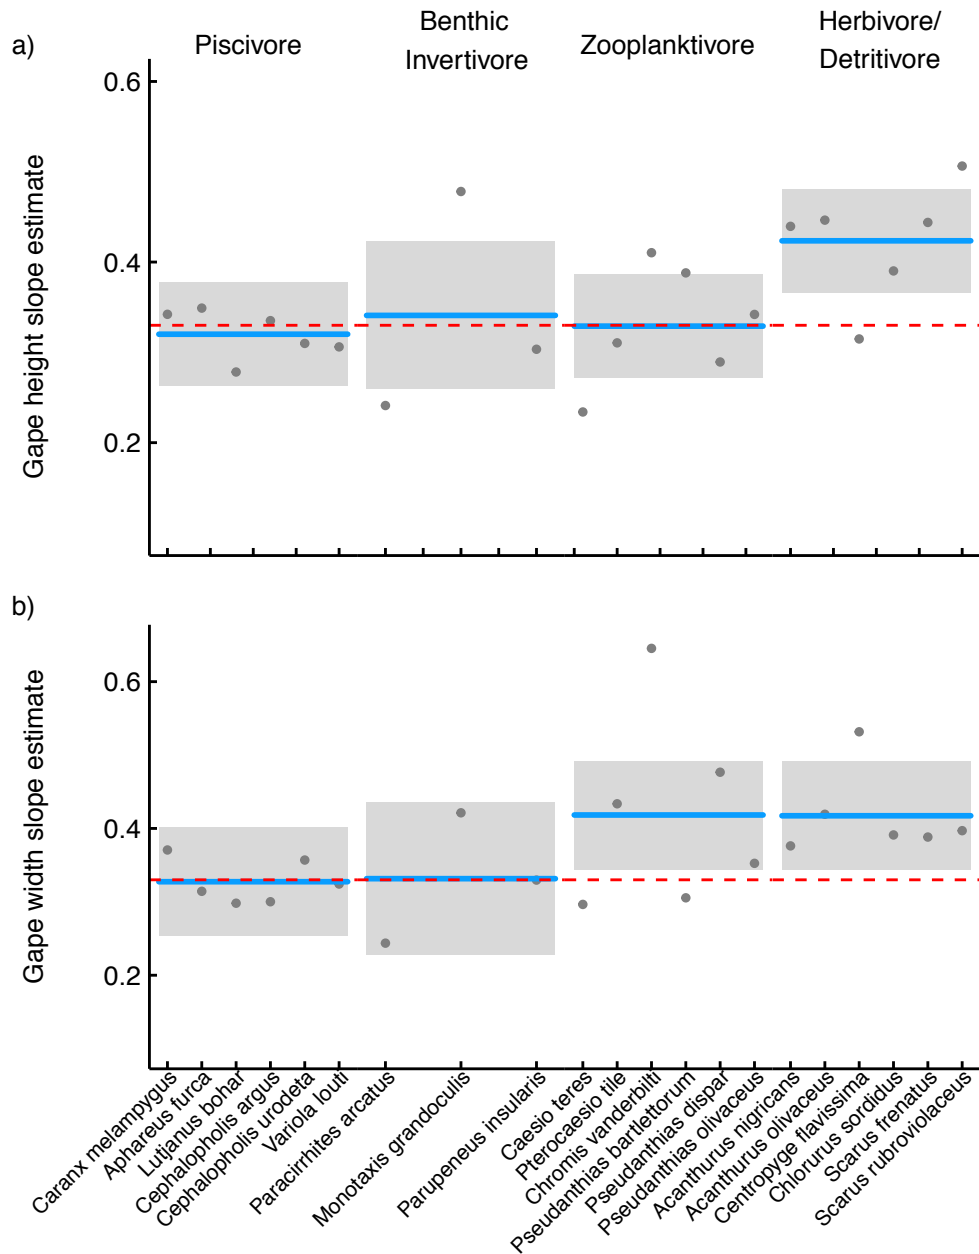 a)
Piscivore
Benthic
Invertivore
Zooplanktivore
Herbivore/
Detritivore
Gape height slope estimate
0.6
0.4
0.2
b)
Gape width slope estimate
0.6
0.4
0.2
Caranx melampygus
Aphareus furca
Lutjanus bohar
Cephalopholis argus
Cephalopholis urodeta
Variola louti
Paracirrhites arcatus
Monotaxis grandoculis
Parupeneus insularis
Caesio teres
Pterocaesio tile
Chromis vanderbilti
Pseudanthias bartlettorum
Pseudanthias dispar
Pseudanthias olivaceus
Acanthurus nigricans
Acanthurus olivaceus
Centropyge flavissima
Chlorurus sordidus
Scarus frenatus
Scarus rubroviolaceus